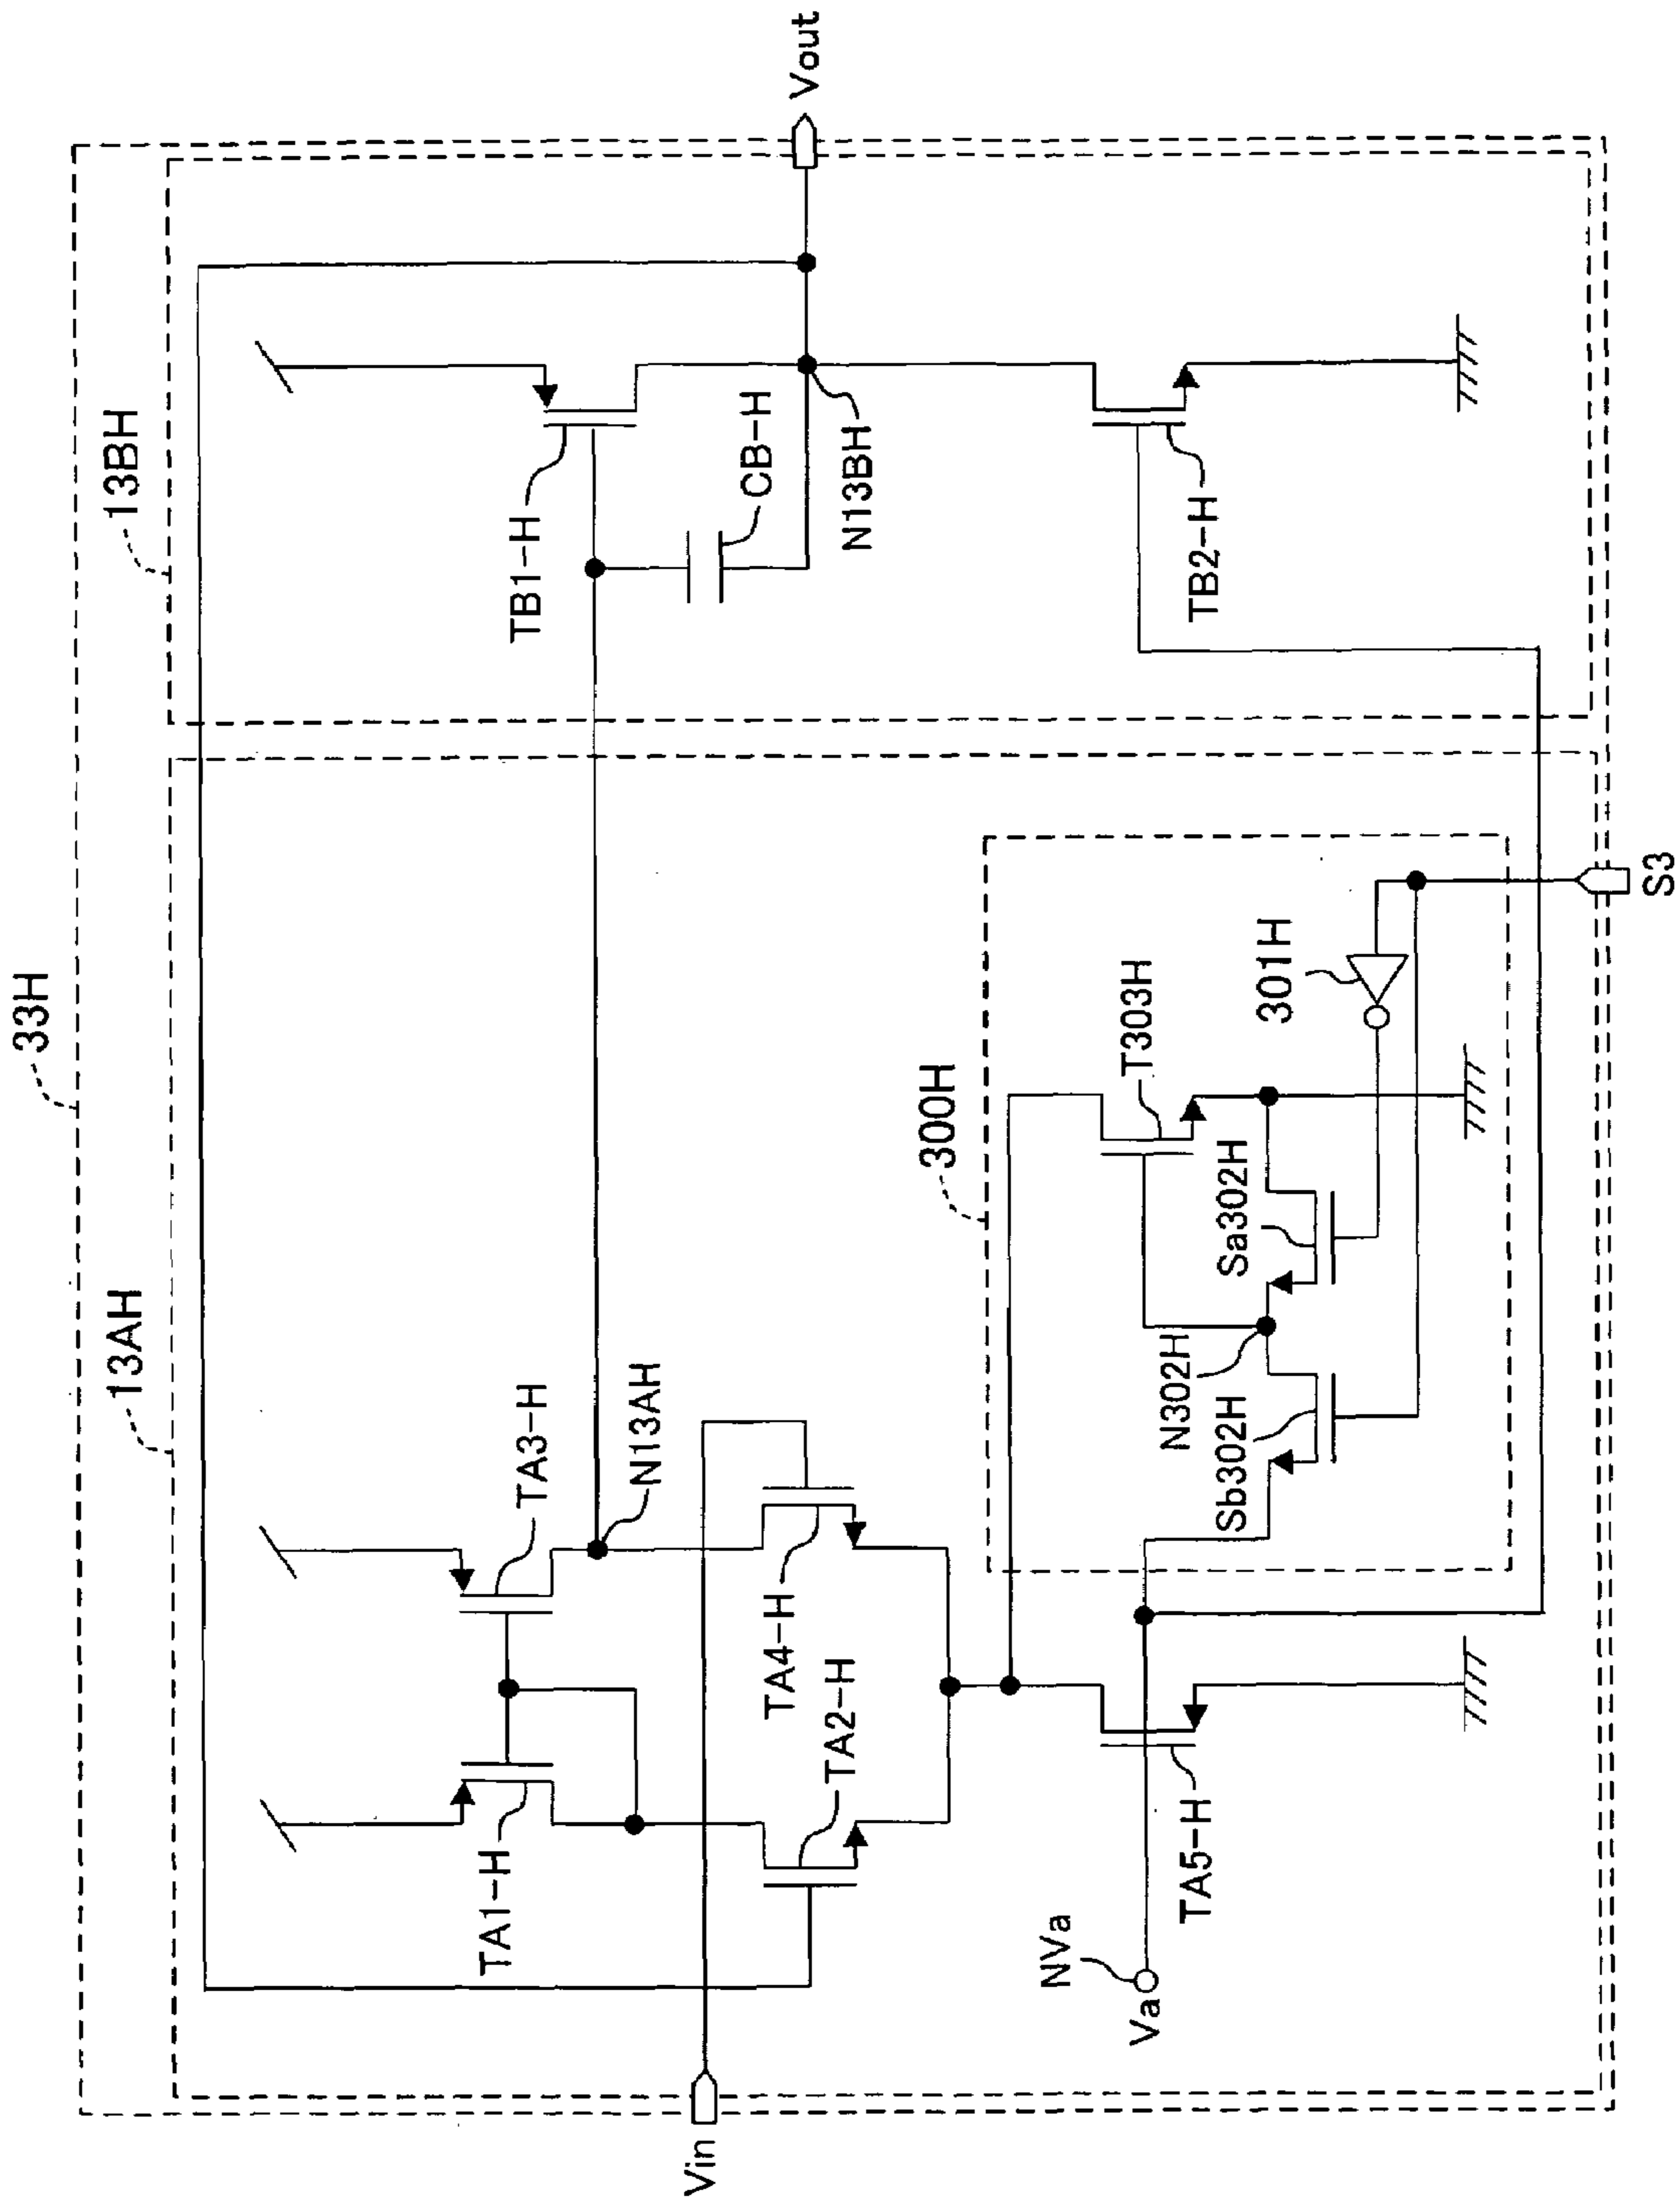 33H
13AH
13BH
TA1-H
TA3-H
N13AH
TA4-H
TA2-H
Vin
TB1-H
CB-H
N13BH
Vout
NVa
Va
TA5-H
300H
T303H
N302H
Sb302H
Sa302H
301H
TB2-H
S3